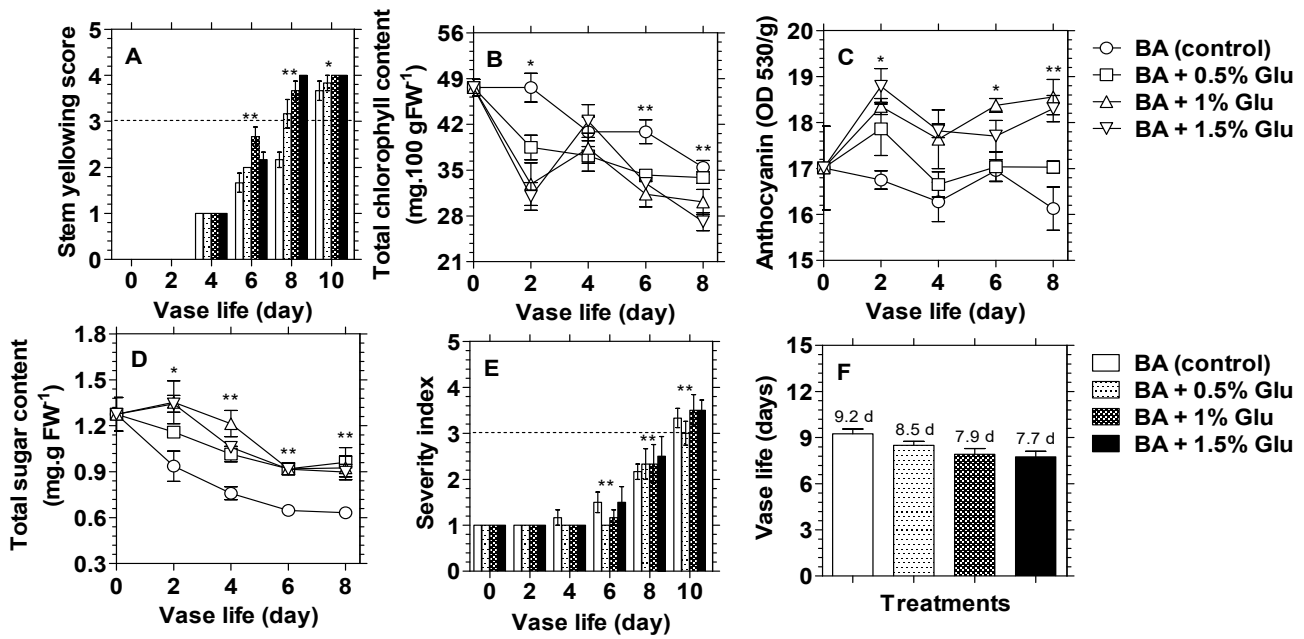 A
Stem yellowing score
5
4
3
2
1
0
**
**
*
0 2 4 6 8 10
Vase life (day)
B
Total chlorophyll content
(mg.100 gFW-1)
56
49
42
35
28
21
*
**
**
0 2 4 6 8
Vase life (day)
C
Anthocyanin (OD 530/g)
20
19
18
17
16
15
*
*
**
0 2 4 6 8
Vase life (day)
BA (control)
BA + 0.5% Glu
BA + 1% Glu
BA + 1.5% Glu
D
Total sugar content
(mg.g FW-1)
1.8
1.5
1.2
0.9
0.6
0.3
*
**
**
**
0 2 4 6 8
Vase life (day)
E
Severity index
5
4
3
2
1
0
**
**
**
0 2 4 6 8 10
Vase life (day)
F
Vase life (days)
15
12
9
6
3
0
9.2 d
8.5 d
7.9 d
7.7 d
Treatments
BA (control)
BA + 0.5% Glu
BA + 1% Glu
BA + 1.5% Glu